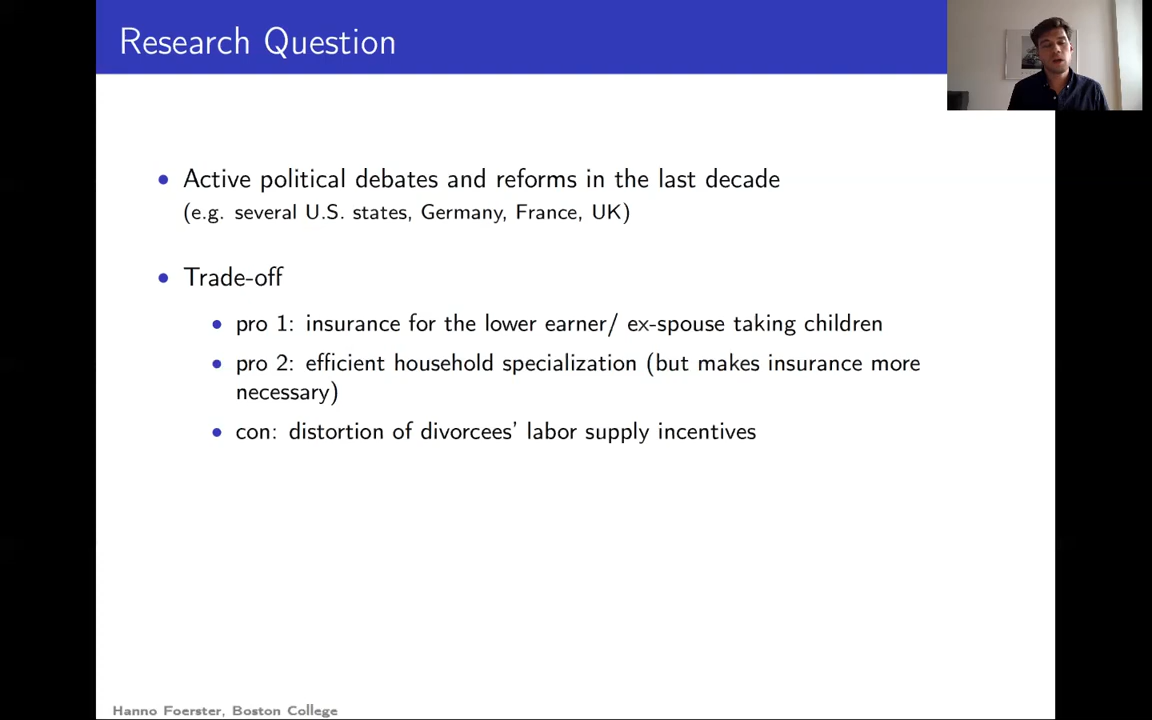 Research Question
• Active political debates and reforms in the last decade
(e.g. several U.S. states, Germany, France, UK)
• Trade-off
• pro 1: insurance for the lower earner/ ex-spouse taking children
• pro 2: efficient household specialization (but makes insurance more
necessary)
• con: distortion of divorcees' labor supply incentives
Hanno Foerster, Boston College